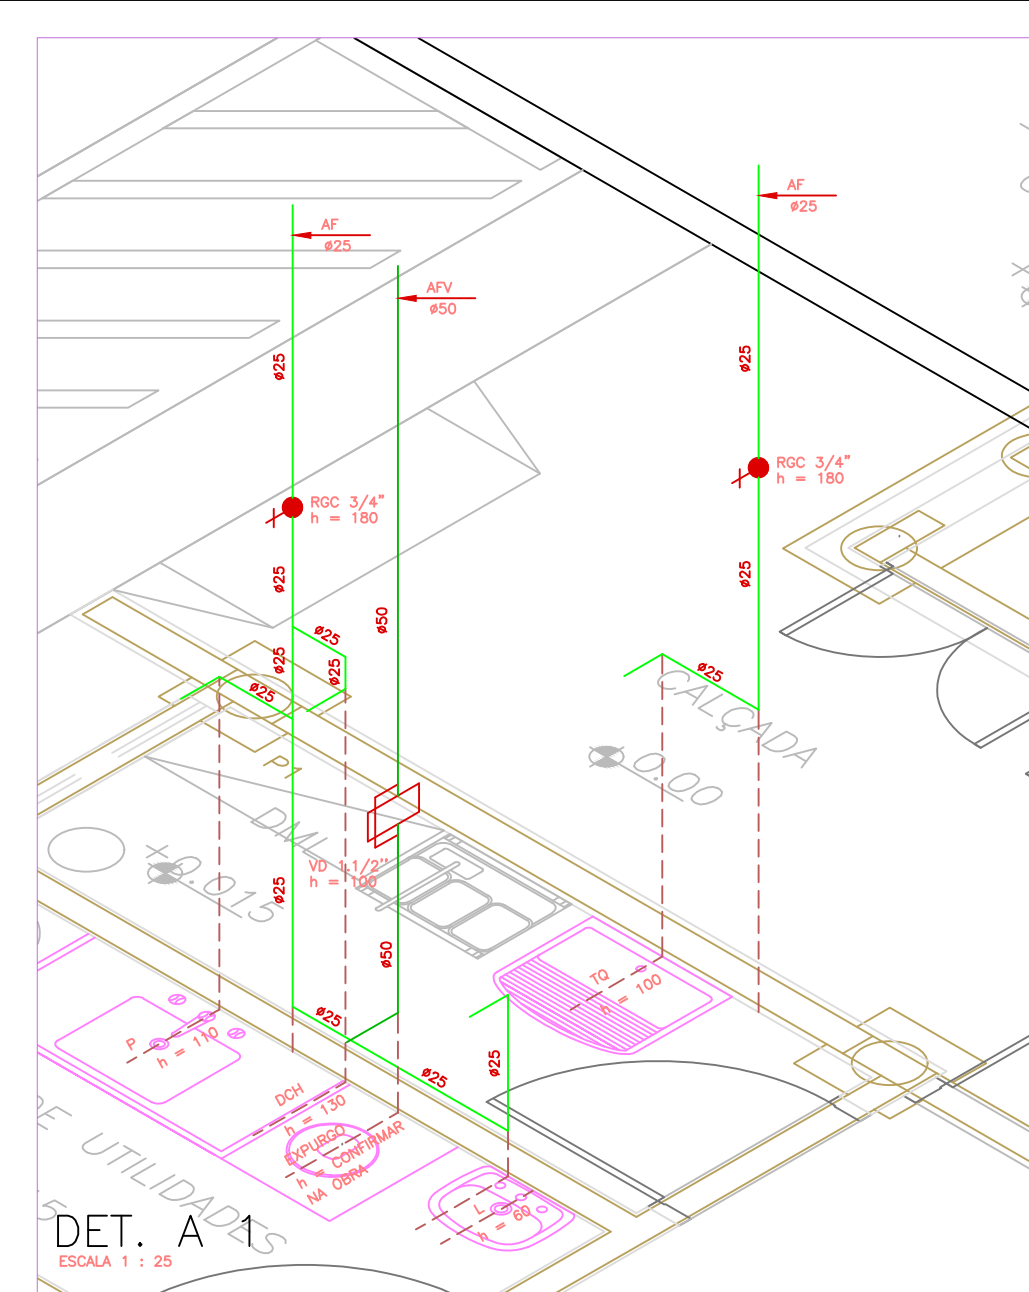 AF
ø25
AF
ø25
AFV
ø50
ø25
ø25
RGC 3/4"
h = 180
RGC 3/4"
h = 180
ø25
ø25
ø50
ø25
ø25
ø25
ø25
ø25
CALÇADA
0.00
P1
DML
+0.015
VD 1.1/2"
h = 100
ø25
ø50
TQ
h = 100
ø25
ø25
ø25
P
h = 110
DCH
h = 130
EXPURGO
h = CONFIRMAR
NA OBRA
L
h = 60
DE UTILIDADES
DET. A 1
ESCALA 1 : 25